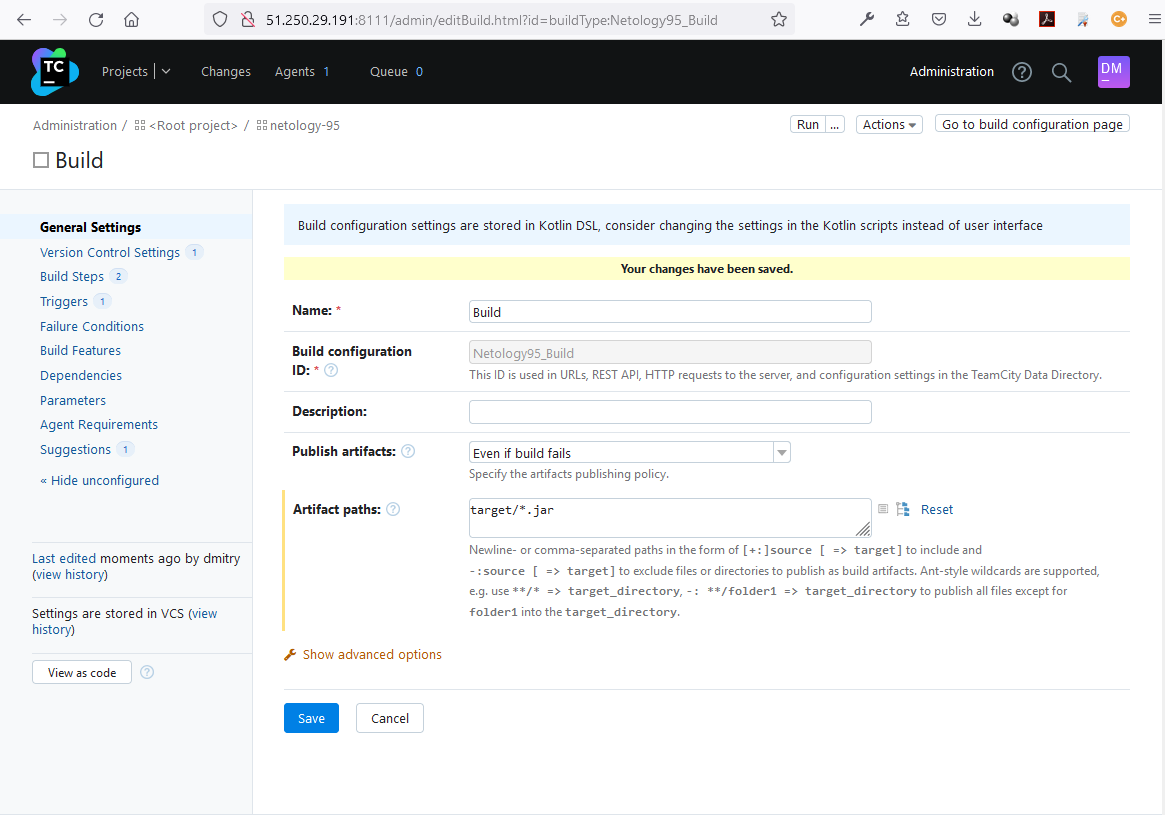 51.250.29.191:8111/admin/editBuild.html?id=buildType:Netology95_Build
TC
Projects
Changes
Agents 1
Queue 0
Administration
DM
Administration / <Root project> / netology-95
Run ...
Actions
Go to build configuration page
Build
General Settings
Version Control Settings 1
Build Steps 2
Triggers 1
Failure Conditions
Build Features
Dependencies
Parameters
Agent Requirements
Suggestions 1
« Hide unconfigured
Last edited moments ago by dmitry
(view history)
Settings are stored in VCS (view
history)
View as code ?
Build configuration settings are stored in Kotlin DSL, consider changing the settings in the Kotlin scripts instead of user interface
Your changes have been saved.
Name: * Build
Build configuration
ID: * ?
Netology95_Build
This ID is used in URLs, REST API, HTTP requests to the server, and configuration settings in the TeamCity Data Directory.
Description:
Publish artifacts: ? Even if build fails
Specify the artifacts publishing policy.
Artifact paths: ? target/*.jar Reset
Newline- or comma-separated paths in the form of [+:]source [ => target] to include and
-:source [ => target] to exclude files or directories to publish as build artifacts. Ant-style wildcards are supported,
e.g. use **/* => target_directory, -: **/folder1 => target_directory to publish all files except for
folder1 into the target_directory.
Show advanced options
Save
Cancel